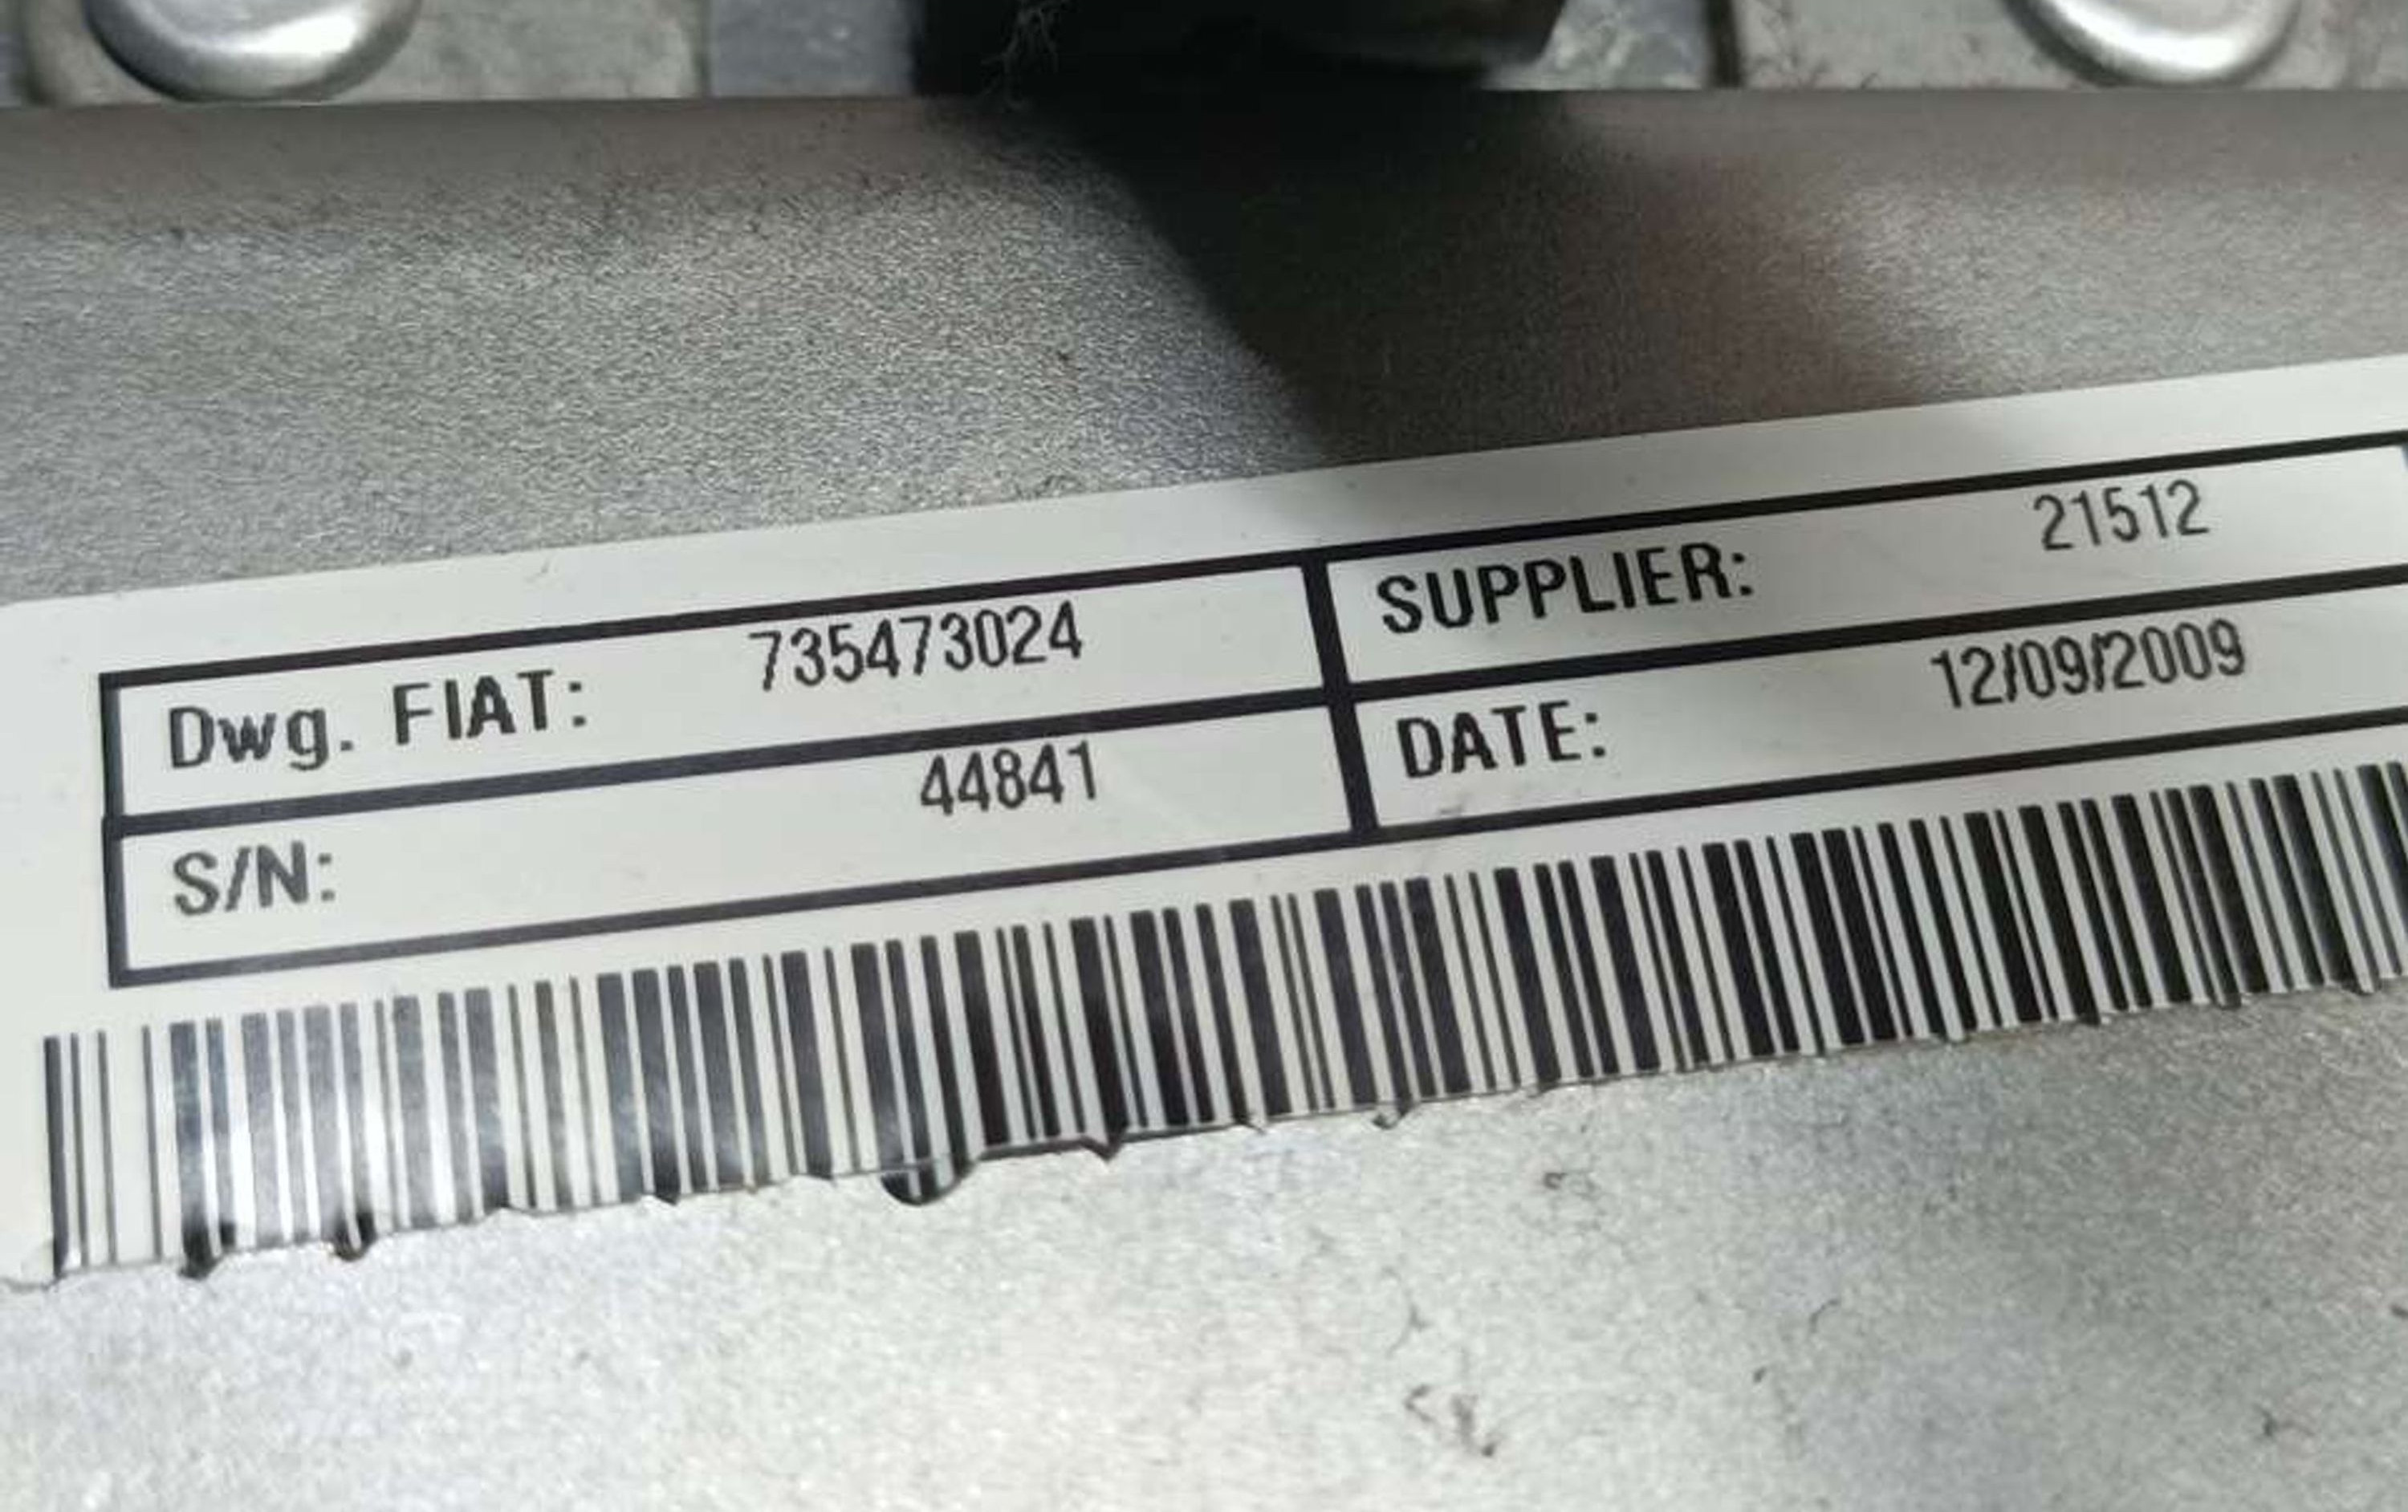 Dwg. FIAT: 735473024 SUPPLIER: 21512
S/N: 44841 DATE: 12/09/2009